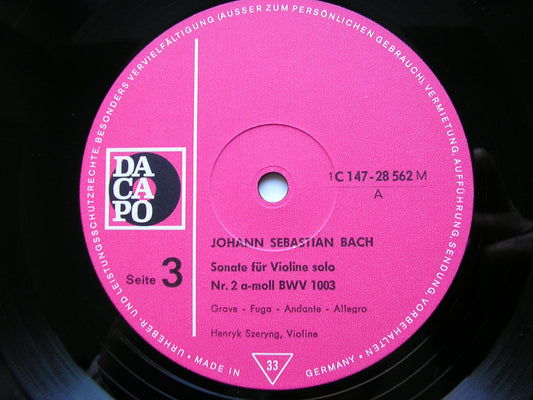 URHEBER- UND LEISTUNGSSCHUTZRECHTE, BESONDERS VERVIELFÄLTIGUNG (AUSSER ZUM PERSÖNLICHEN GEBRAUCH), VERMIETUNG, AUFFÜHRUNG, SENDUNG VORBEHALTEN
DA
CA
PO
1C 147-28 562 M
A
JOHANN SEBASTIAN BACH
Seite 3
Sonate für Violine solo
Nr. 2 a-moll BWV 1003
Grave - Fuga - Andante - Allegro
Henryk Szeryng, Violine
33
• MADE IN GERMANY •